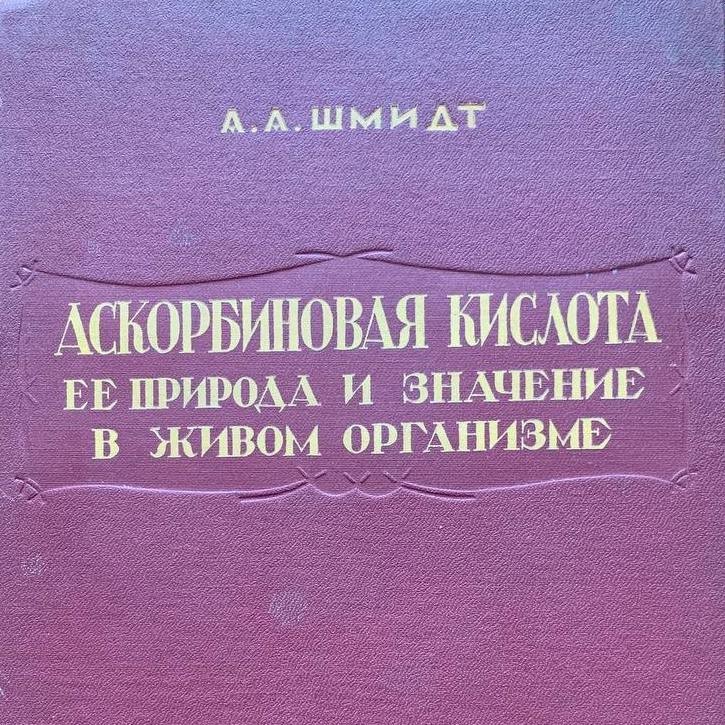 А.А.ШМИДТ
АСКОРБИНОВАЯ КИСЛОТА
ЕЕ ПРИРОДА И ЗНАЧЕНИЕ
В ЖИВОМ ОРГАНИЗМЕ